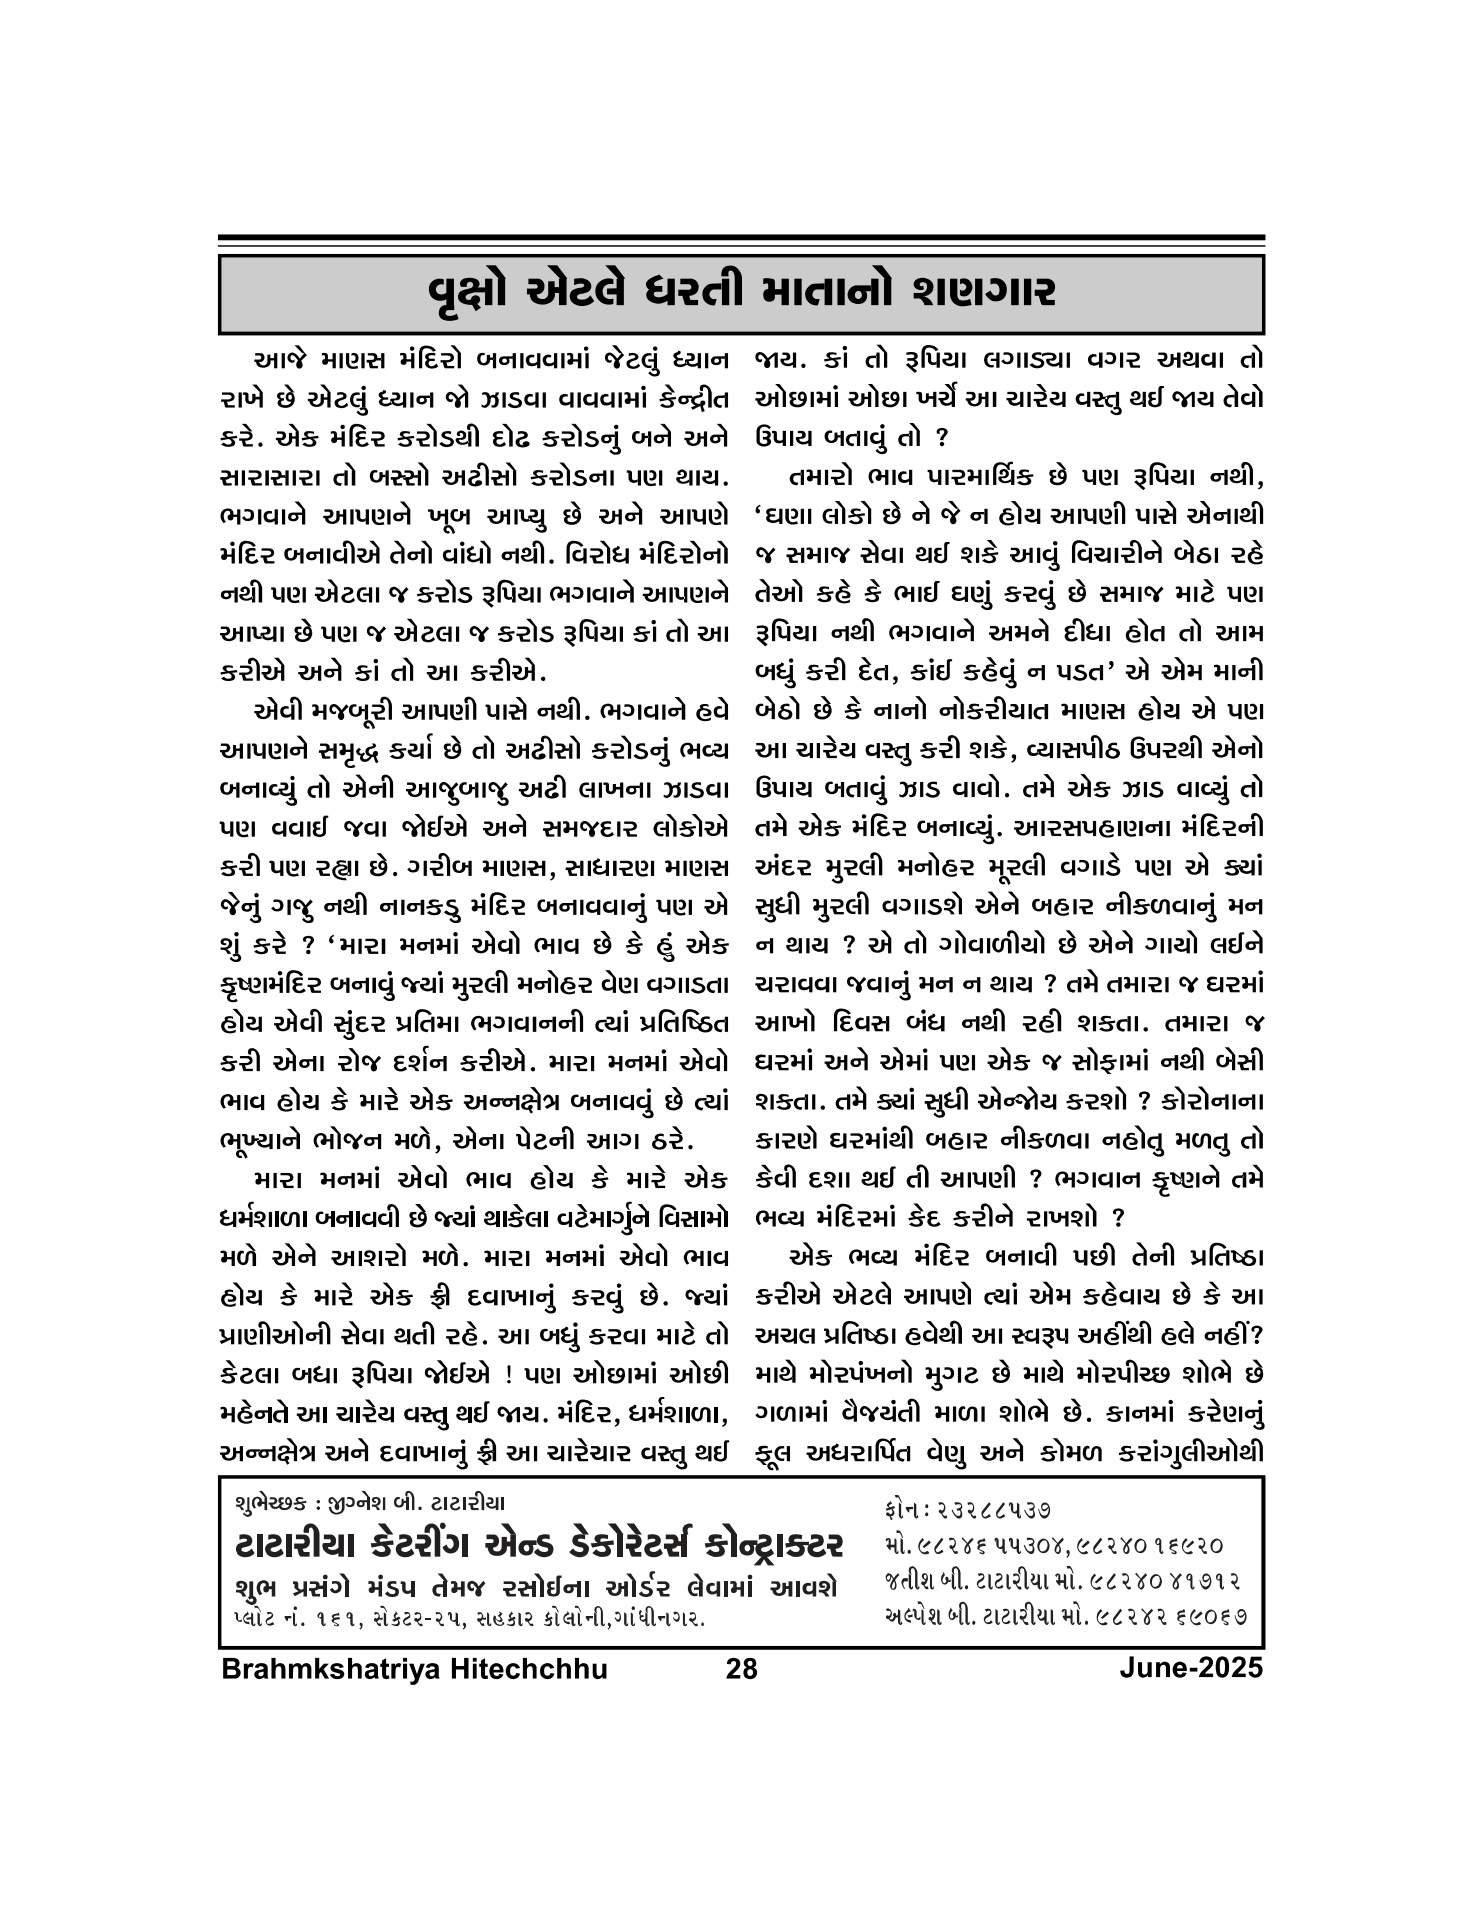 વૃક્ષો એટલે ધરતી માતાનો શણગાર
આજે માણસ મંદિરો બનાવવામાં જેટલું ધ્યાન
રાખે છે એટલું ધ્યાન જો ઝાડવા વાવવામાં કેન્દ્રીત
કરે. એક મંદિર કરોડથી દોઢ કરોડનું બને અને
સારાસારા તો બસ્સો અઢીસો કરોડના પણ થાય.
ભગવાને આપણને ખૂબ આપ્યુ છે અને આપણે
મંદિર બનાવીએ તેનો વાંધો નથી. વિરોધ મંદિરોનો
નથી પણ એટલા જ કરોડ રૂપિયા ભગવાને આપણને
આપ્યા છે પણ જ એટલા જ કરોડ રૂપિયા કાં તો આ
કરીએ અને કાં તો આ કરીએ.
એવી મજબૂરી આપણી પાસે નથી. ભગવાને હવે
આપણને સમૃદ્ધ કર્યા છે તો અઢીસો કરોડનું ભવ્ય
બનાવ્યું તો એની આજુબાજુ અઢી લાખના ઝાડવા
પણ વવાઈ જવા જોઈએ અને સમજદાર લોકોએ
કરી પણ રહ્યા છે. ગરીબ માણસ, સાધારણ માણસ
જેનું ગજુ નથી નાનકડુ મંદિર બનાવવાનું પણ એ
શું કરે ? ‘મારા મનમાં એવો ભાવ છે કે હું એક
કૃષ્ણમંદિર બનાવું જ્યાં મુરલી મનોહર વેણ વગાડતા
હોય એવી સુંદર પ્રતિમા ભગવાનની ત્યાં પ્રતિષ્ઠિત
કરી એના રોજ દર્શન કરીએ. મારા મનમાં એવો
ભાવ હોય કે મારે એક અન્નક્ષેત્ર બનાવવું છે ત્યાં
ભૂખ્યાને ભોજન મળે, એના પેટની આગ ઠરે.
મારા મનમાં એવો ભાવ હોય કે મારે એક
ધર્મશાળા બનાવવી છે જ્યાં થાકેલા વટેમાર્ગુને વિસામો
મળે એને આશરો મળે. મારા મનમાં એવો ભાવ
હોય કે મારે એક ફ્રી દવાખાનું કરવું છે. જ્યાં
પ્રાણીઓની સેવા થતી રહે. આ બધું કરવા માટે તો
કેટલા બધા રૂપિયા જોઈએ ! પણ ઓછામાં ઓછી
મહેનતે આ ચારેય વસ્તુ થઈ જાય. મંદિર, ધર્મશાળા,
અન્નક્ષેત્ર અને દવાખાનું ફ્રી આ ચારેચાર વસ્તુ થઈ
જાય. કાં તો રૂપિયા લગાડ્યા વગર અથવા તો
ઓછામાં ઓછા ખર્ચે આ ચારેય વસ્તુ થઈ જાય તેવો
ઉપાય બતાવું તો ?
તમારો ભાવ પારમાર્થિક છે પણ રૂપિયા નથી,
‘ઘણા લોકો છે ને જે ન હોય આપણી પાસે એનાથી
જ સમાજ સેવા થઈ શકે આવું વિચારીને બેઠા રહે
તેઓ કહે કે ભાઈ ઘણું કરવું છે સમાજ માટે પણ
રૂપિયા નથી ભગવાને અમને દીધા હોત તો આમ
બધું કરી દેત, કાંઈ કહેવું ન પડત’ એ એમ માની
બેઠો છે કે નાનો નોકરીયાત માણસ હોય એ પણ
આ ચારેય વસ્તુ કરી શકે, વ્યાસપીઠ ઉપરથી એનો
ઉપાય બતાવું ઝાડ વાવો. તમે એક ઝાડ વાવ્યું તો
તમે એક મંદિર બનાવ્યું. આરસપહાણના મંદિરની
અંદર મુરલી મનોહર મૂરલી વગાડે પણ એ ક્યાં
સુધી મુરલી વગાડશે એને બહાર નીકળવાનું મન
ન થાય ? એ તો ગોવાળીયો છે એને ગાયો લઈને
ચરાવવા જવાનું મન ન થાય ? તમે તમારા જ ઘરમાં
આખો દિવસ બંધ નથી રહી શકતા. તમારા જ
ઘરમાં અને એમાં પણ એક જ સોફામાં નથી બેસી
શકતા. તમે ક્યાં સુધી એન્જોય કરશો ? કોરોનાના
કારણે ઘરમાંથી બહાર નીકળવા નહોતુ મળતુ તો
કેવી દશા થઈ તી આપણી ? ભગવાન કૃષ્ણને તમે
ભવ્ય મંદિરમાં કેદ કરીને રાખશો ?
એક ભવ્ય મંદિર બનાવી પછી તેની પ્રતિષ્ઠા
કરીએ એટલે આપણે ત્યાં એમ કહેવાય છે કે આ
અચલ પ્રતિષ્ઠા હવેથી આ સ્વરૂપ અહીંથી હલે નહીં?
માથે મોરપંખનો મુગટ છે માથે મોરપીચ્છ શોભે છે
ગળામાં વૈજયંતી માળા શોભે છે. કાનમાં કરેણનું
ફૂલ અધરાર્પિત વેણુ અને કોમળ કરાંગુલીઓથી
શુભેચ્છક : જીગ્નેશ બી. ટાટારીયા
ટાટારીયા કેટરીંગ એન્ડ ડેકોરેટર્સ કોન્ટ્રાક્ટર
શુભ પ્રસંગે મંડપ તેમજ રસોઈના ઓર્ડર લેવામાં આવશે
પ્લોટ નં. ૧૬૧, સેક્ટર-૨૫, સહકાર કોલોની,ગાંધીનગર.
ફોન : ૨૩૨૮૮૫૩૭
મો. ૯૮૨૪૬ ૫૫૩૦૪, ૯૮૨૪૦ ૧૬૯૨૦
જતીશ બી. ટાટારીયા મો. ૯૮૨૪૦ ૪૧૭૧૨
અલ્પેશ બી. ટાટારીયા મો. ૯૮૨૪૨ ૬૯૦૬૭
Brahmkshatriya Hitechchhu 28 June-2025